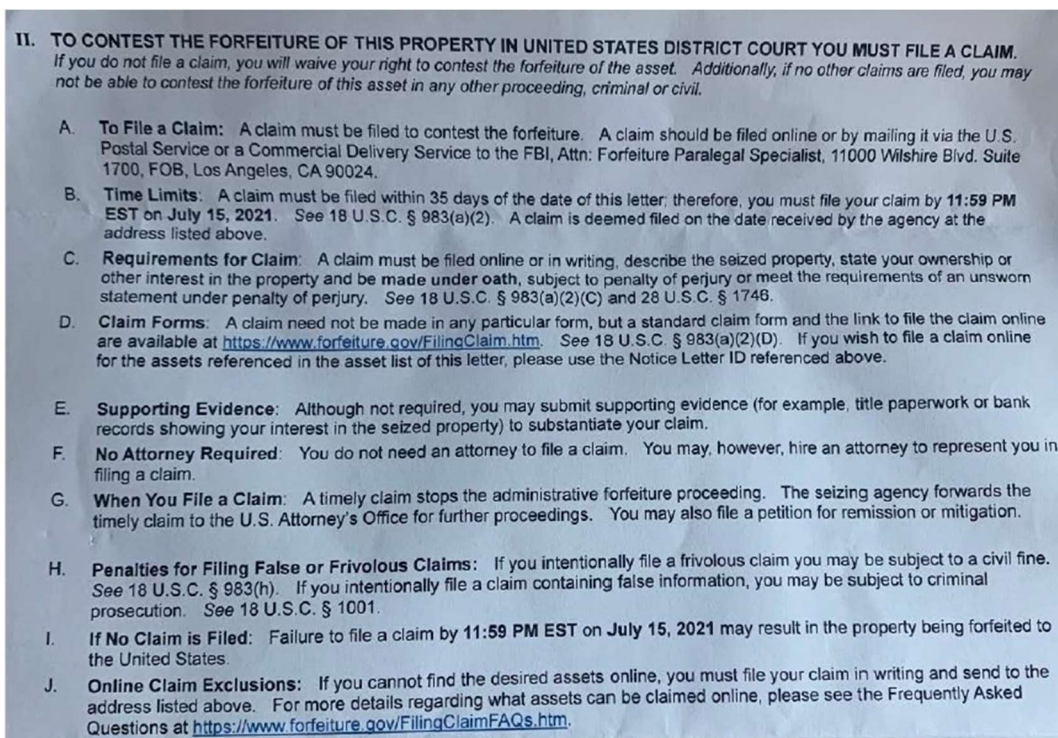 II. TO CONTEST THE FORFEITURE OF THIS PROPERTY IN UNITED STATES DISTRICT COURT YOU MUST FILE A CLAIM.
If you do not file a claim, you will waive your right to contest the forfeiture of the asset. Additionally, if no other claims are filed, you may
not be able to contest the forfeiture of this asset in any other proceeding, criminal or civil.
A. To File a Claim: A claim must be filed to contest the forfeiture. A claim should be filed online or by mailing it via the U.S.
Postal Service or a Commercial Delivery Service to the FBI, Attn: Forfeiture Paralegal Specialist, 11000 Wilshire Blvd. Suite
1700, FOB, Los Angeles, CA 90024.
B. Time Limits: A claim must be filed within 35 days of the date of this letter; therefore, you must file your claim by 11:59 PM
EST on July 15, 2021. See 18 U.S.C. § 983(a)(2). A claim is deemed filed on the date received by the agency at the
address listed above.
C. Requirements for Claim: A claim must be filed online or in writing, describe the seized property, state your ownership or
other interest in the property and be made under oath, subject to penalty of perjury or meet the requirements of an unsworn
statement under penalty of perjury. See 18 U.S.C. § 983(a)(2)(C) and 28 U.S.C. § 1746.
D. Claim Forms: A claim need not be made in any particular form, but a standard claim form and the link to file the claim online
are available at https://www.forfeiture.gov/FilingClaim.htm. See 18 U.S.C. § 983(a)(2)(D). If you wish to file a claim online
for the assets referenced in the asset list of this letter, please use the Notice Letter ID referenced above.
E. Supporting Evidence: Although not required, you may submit supporting evidence (for example, title paperwork or bank
records showing your interest in the seized property) to substantiate your claim.
F. No Attorney Required: You do not need an attorney to file a claim. You may, however, hire an attorney to represent you in
filing a claim.
G. When You File a Claim: A timely claim stops the administrative forfeiture proceeding. The seizing agency forwards the
timely claim to the U.S. Attorney's Office for further proceedings. You may also file a petition for remission or mitigation.
H. Penalties for Filing False or Frivolous Claims: If you intentionally file a frivolous claim you may be subject to a civil fine.
See 18 U.S.C. § 983(h). If you intentionally file a claim containing false information, you may be subject to criminal
prosecution. See 18 U.S.C. § 1001.
I. If No Claim is Filed: Failure to file a claim by 11:59 PM EST on July 15, 2021 may result in the property being forfeited to
the United States.
J. Online Claim Exclusions: If you cannot find the desired assets online, you must file your claim in writing and send to the
address listed above. For more details regarding what assets can be claimed online, please see the Frequently Asked
Questions at https://www.forfeiture.gov/FilingClaimFAQs.htm.